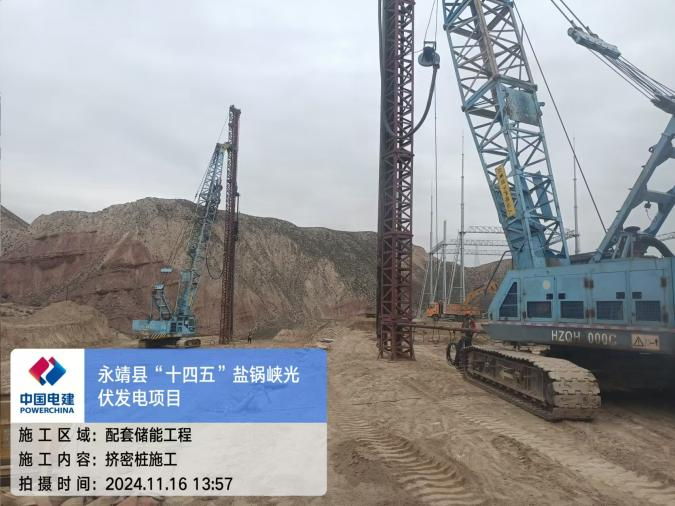 HZQH 000C
中国电建
POWERCHINA
永靖县“十四五”盐锅峡光
伏发电项目
施工区域：配套储能工程
施工内容：挤密桩施工
拍摄时间：2024.11.16 13:57